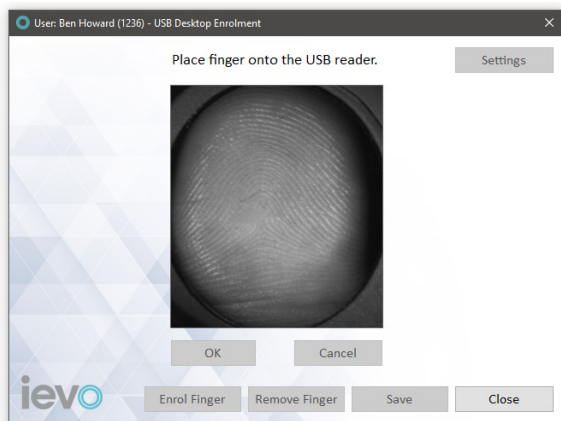 User: Ben Howard (1236) - USB Desktop Enrolment
Place finger onto the USB reader.
Settings
OK
Cancel
ievo
Enrol Finger
Remove Finger
Save
Close